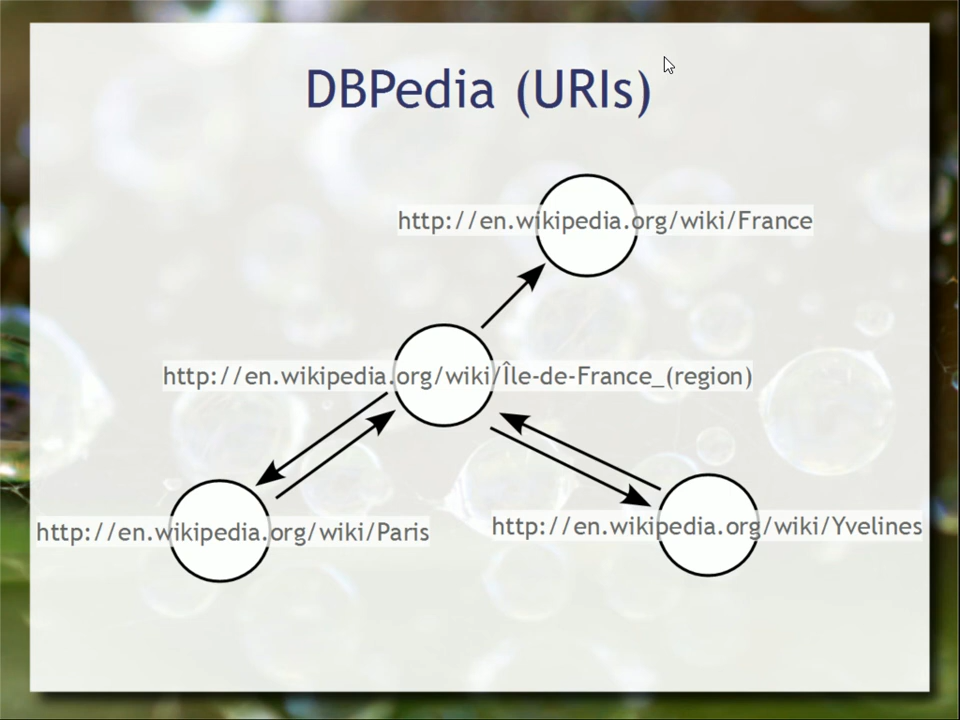 DBPedia (URIs)
http://en.wikipedia.org/wiki/France
http://en.wikipedia.org/wiki/Île-de-France_(region)
http://en.wikipedia.org/wiki/Paris
http://en.wikipedia.org/wiki/Yvelines